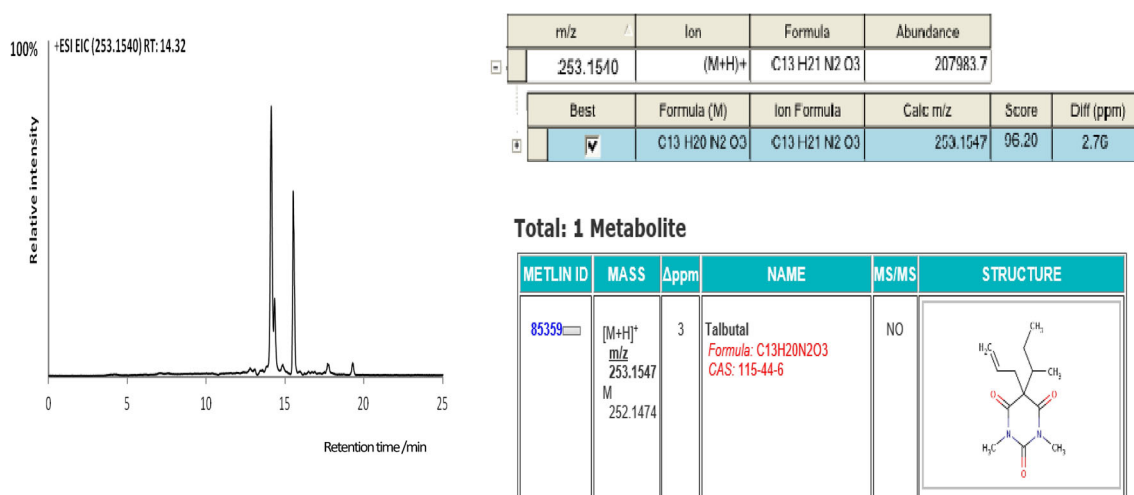 100%
+ESI EIC (253.1540) RT: 14.32
Relative intensity
0 5 10 15 20 25
Retention time /min
m/z Ion Formula Abundance
253.1540 (M+H)+ C13 H21 N2 O3 207983.7
Best Formula (M) Ion Formula Calc m/z Score Diff (ppm)
C13 H20 N2 O3 C13 H21 N2 O3 253.1547 96.20 2.76
Total: 1 Metabolite
METLIN ID MASS Δppm NAME MS/MS STRUCTURE
85359 [M+H]+ 3 Talbutal NO
m/z Formula: C13H20N2O3
253.1547 CAS: 115-44-6
M
252.1474
CH₃
H₂C
CH₃
O O
N N
H₃C CH₃
O